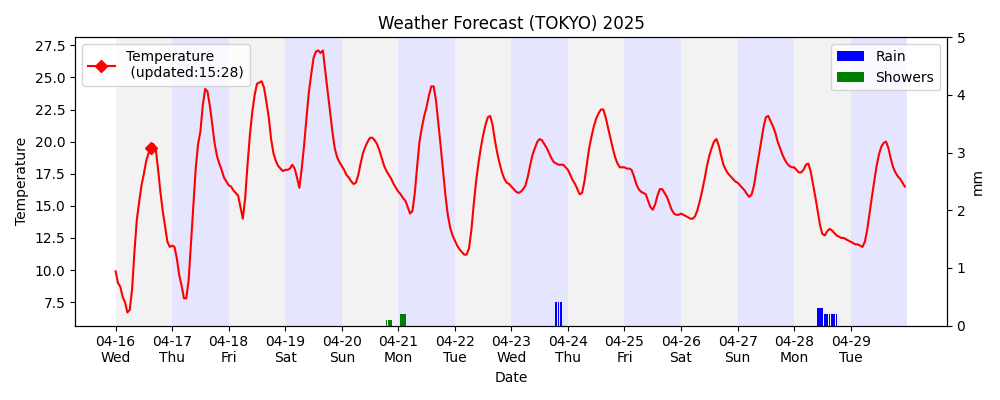 Weather Forecast (TOKYO) 2025
Temperature
(updated:15:28)
Rain
Showers
27.5
25.0
22.5
20.0
17.5
15.0
12.5
10.0
7.5
Temperature
5
4
3
2
1
0
mm
04-16 04-17 04-18 04-19 04-20 04-21 04-22 04-23 04-24 04-25 04-26 04-27 04-28 04-29
Wed Thu Fri Sat Sun Mon Tue Wed Thu Fri Sat Sun Mon Tue
Date